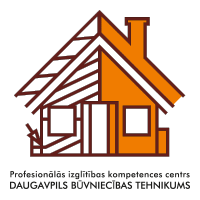 Profesionālās izglītības kompetences centrs
DAUGAVPILS BŪVNIECĪBAS TEHNIKUMS